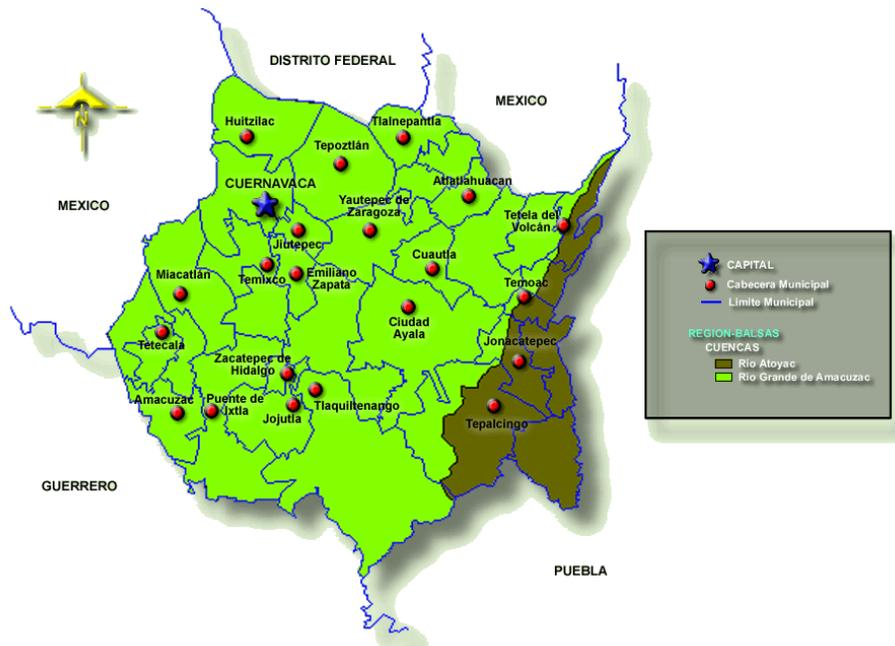 DISTRITO FEDERAL
MEXICO
Huitzilac
Tlalnepantla
Tepoztlán
N
CUERNAVACA
Atlatlahuacan
MEXICO
Yautepec de
Zaragoza
Tetela del
Volcán
Jiutepec
Cuautla
Temixco
Emiliano
Zapata
Miacatlán
Temoac
Ciudad
Ayala
Tetecala
Jonacatepec
Zacatepec de
Hidalgo
Amacuzac
Puente de
Ixtla
Jojutla
Tlaquiltenango
Tepalcingo
GUERRERO
PUEBLA
CAPITAL
Cabecera Municipal
Limite Municipal
REGION-BALSAS
CUENCAS
Río Atoyac
Río Grande de Amacuzac